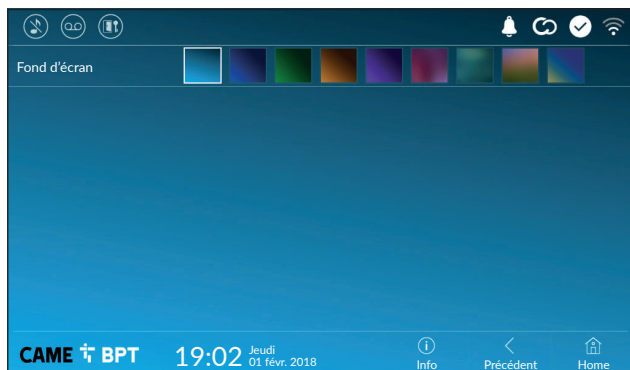 Fond d'écran
CAME BPT
19:02
Jeudi
01 févr. 2018
Info
Précédent
Home